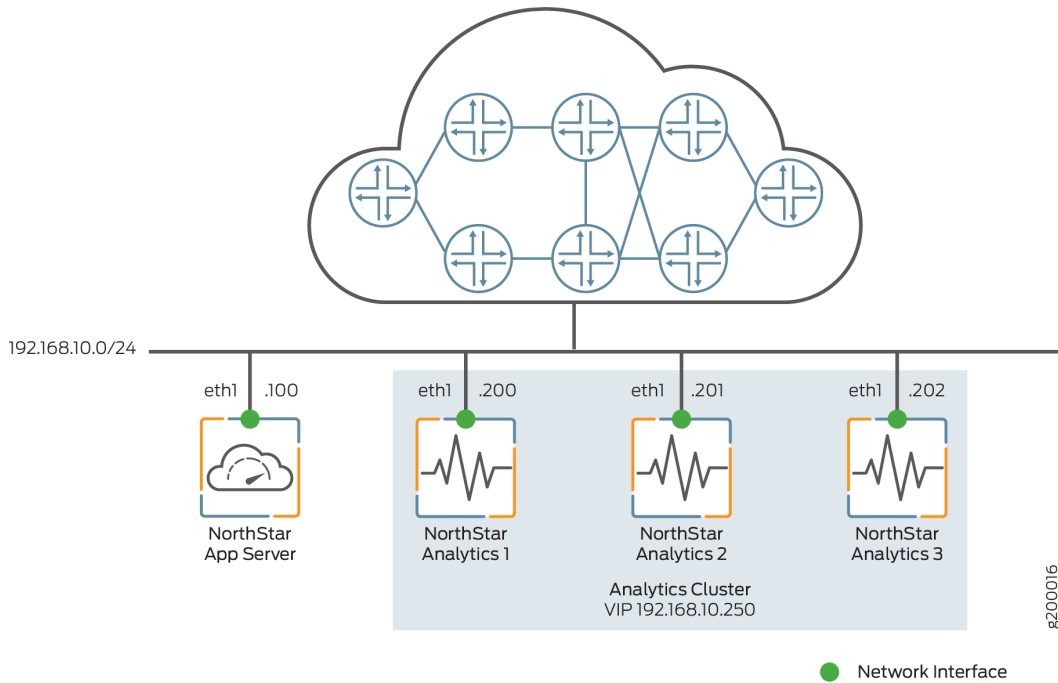 192.168.10.0/24
eth1 .100
eth1 .200
eth1 .201
eth1 .202
NorthStar
App Server
NorthStar
Analytics 1
NorthStar
Analytics 2
NorthStar
Analytics 3
Analytics Cluster
VIP 192.168.10.250
g200016
Network Interface